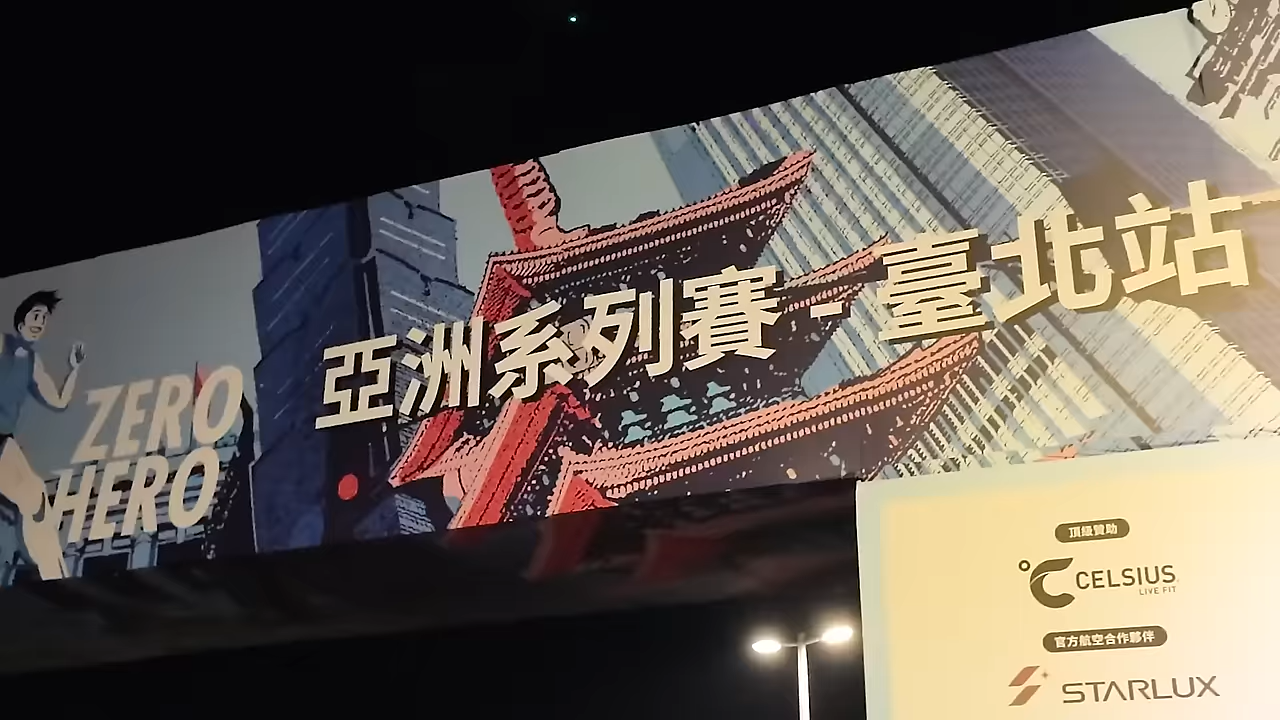 ZERO
HERO
亞洲系列賽 - 臺北站
頂級贊助
CELSIUS
LIVE FIT
官方航空合作夥伴
STARLUX